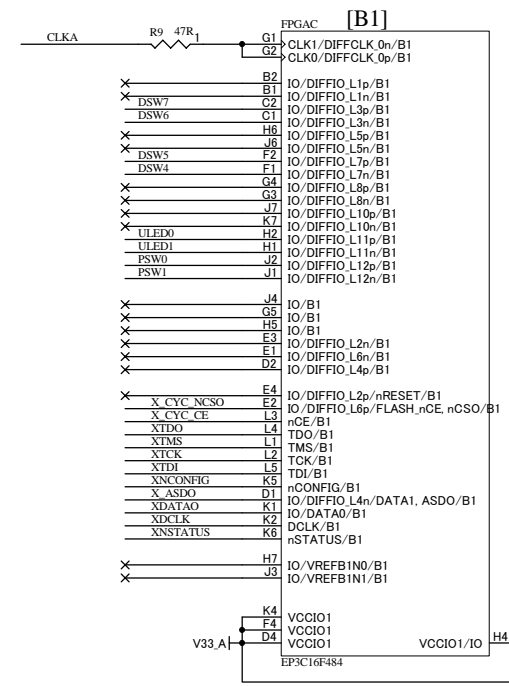 FPGAC [B1]
CLKA R9 47R 1 G1 CLK1/DIFFCLK_0n/B1
G2 CLK0/DIFFCLK_0p/B1
B2 IO/DIFFIO_L1p/B1
B1 IO/DIFFIO_L1n/B1
DSW7 C2 IO/DIFFIO_L3p/B1
DSW6 C1 IO/DIFFIO_L3n/B1
H6 IO/DIFFIO_L5p/B1
J6 IO/DIFFIO_L5n/B1
DSW5 F2 IO/DIFFIO_L7p/B1
DSW4 F1 IO/DIFFIO_L7n/B1
G4 IO/DIFFIO_L8p/B1
G3 IO/DIFFIO_L8n/B1
J7 IO/DIFFIO_L10p/B1
K7 IO/DIFFIO_L10n/B1
ULED0 H2 IO/DIFFIO_L11p/B1
ULED1 H1 IO/DIFFIO_L11n/B1
PSW0 J2 IO/DIFFIO_L12p/B1
PSW1 J1 IO/DIFFIO_L12n/B1
J4 IO/B1
G5 IO/B1
H5 IO/B1
E3 IO/DIFFIO_L2n/B1
E1 IO/DIFFIO_L6n/B1
D2 IO/DIFFIO_L4p/B1
E4 IO/DIFFIO_L2p/nRESET/B1
X_CYC_NCSO E2 IO/DIFFIO_L6p/FLASH_nCE, nCSO/B1
X_CYC_CE L3 nCE/B1
XTDO L4 TDO/B1
XTMS L1 TMS/B1
XTCK L2 TCK/B1
XTDI L5 TDI/B1
XNCONFIG K5 nCONFIG/B1
X_ASDO D1 IO/DIFFIO_L4n/DATA1, ASDO/B1
XDATAO K1 IO/DATA0/B1
XDCLK K2 DCLK/B1
XNSTATUS K6 nSTATUS/B1
H7 IO/VREFB1N0/B1
J3 IO/VREFB1N1/B1
K4 VCCIO1
F4 VCCIO1
V33_A D4 VCCIO1 VCCIO1/IO H4
EP3C16F484